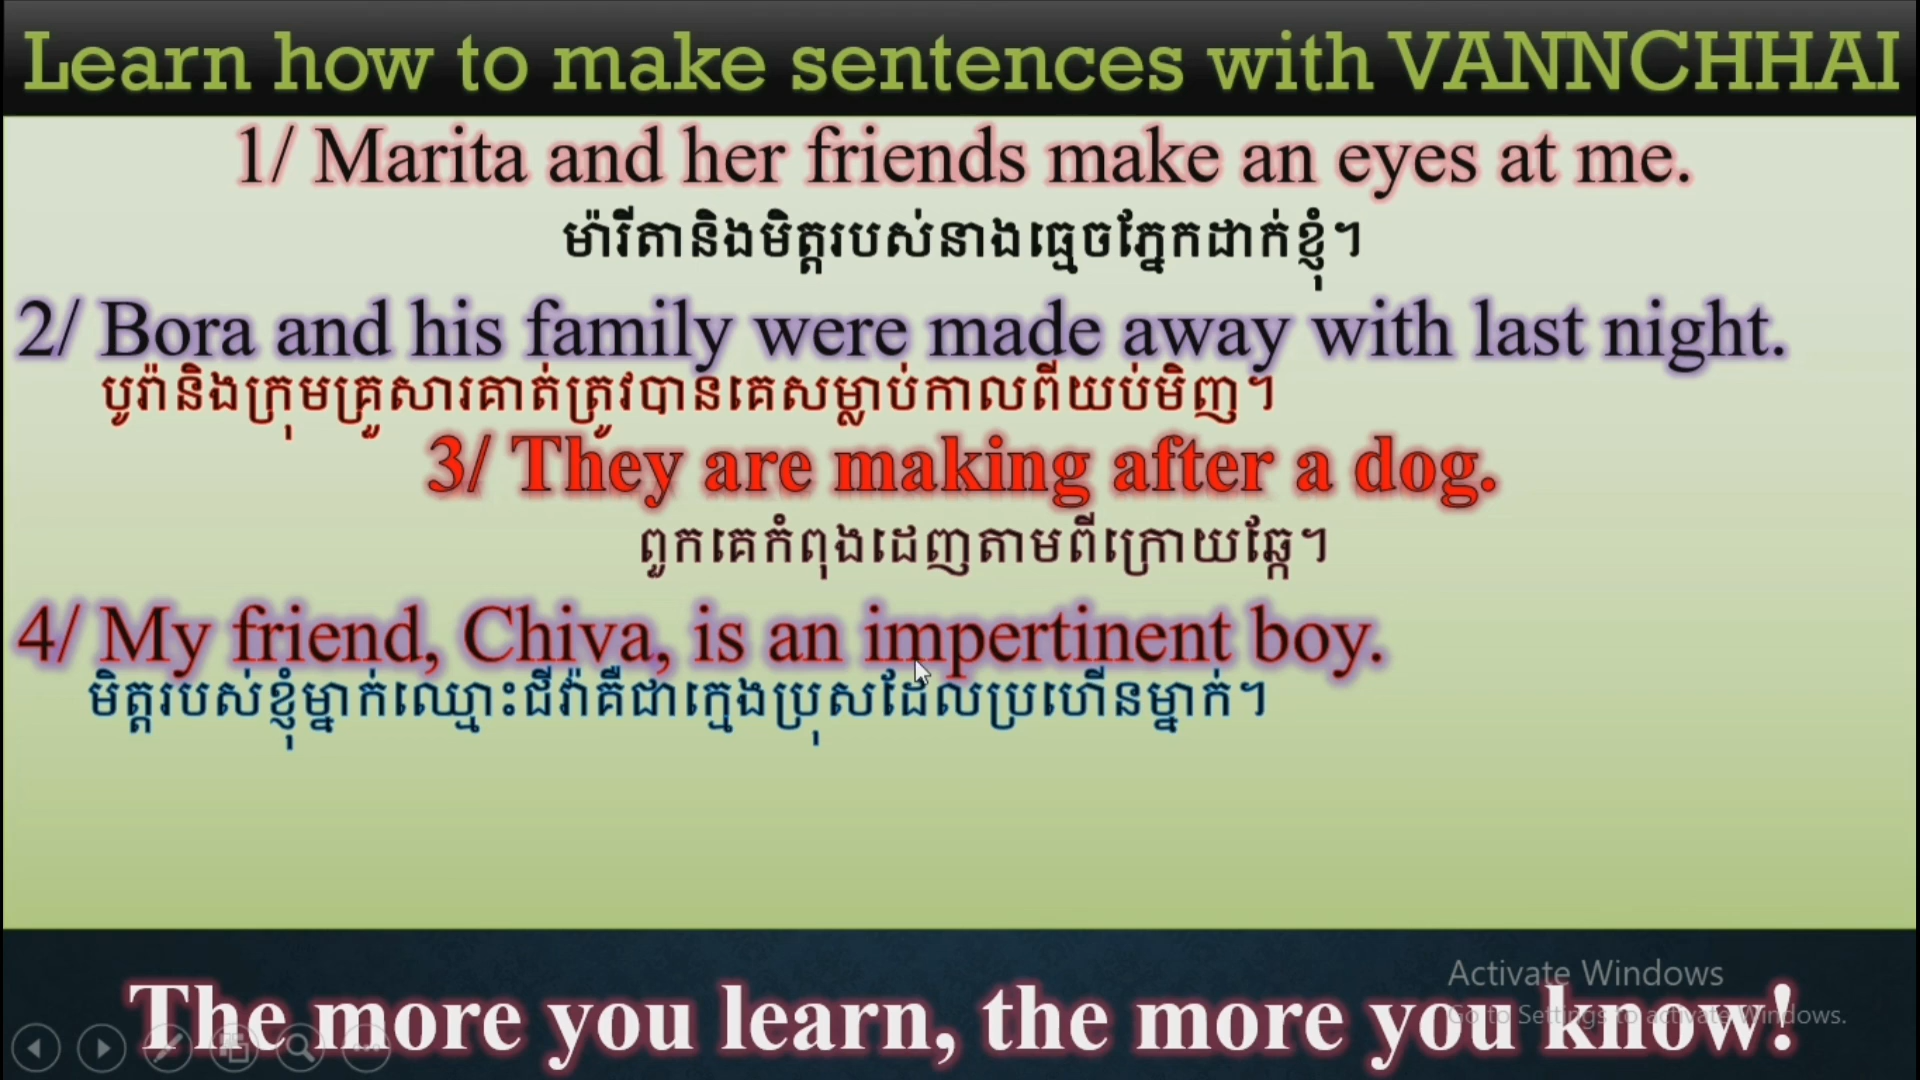 Learn how to make sentences with VANNCHHAI
1/ Marita and her friends make an eyes at me.
ម៉ារីតានិងមិត្តរបស់នាងធ្មេចភ្នែកដាក់ខ្ញុំ។
2/ Bora and his family were made away with last night.
បូរ៉ានិងក្រុមគ្រួសារគាត់ត្រូវបានគេសម្លាប់កាលពីយប់មិញ។
3/ They are making after a dog.
ពួកគេកំពុងដេញតាមពីក្រោយឆ្កែ។
4/ My friend, Chiva, is an impertinent boy.
មិត្តរបស់ខ្ញុំម្នាក់ឈ្មោះជីវ៉ាគឺជាក្មេងប្រុសដែលប្រហើនម្នាក់។
Activate Windows
Go to Settings to activate Windows.
The more you learn, the more you know!